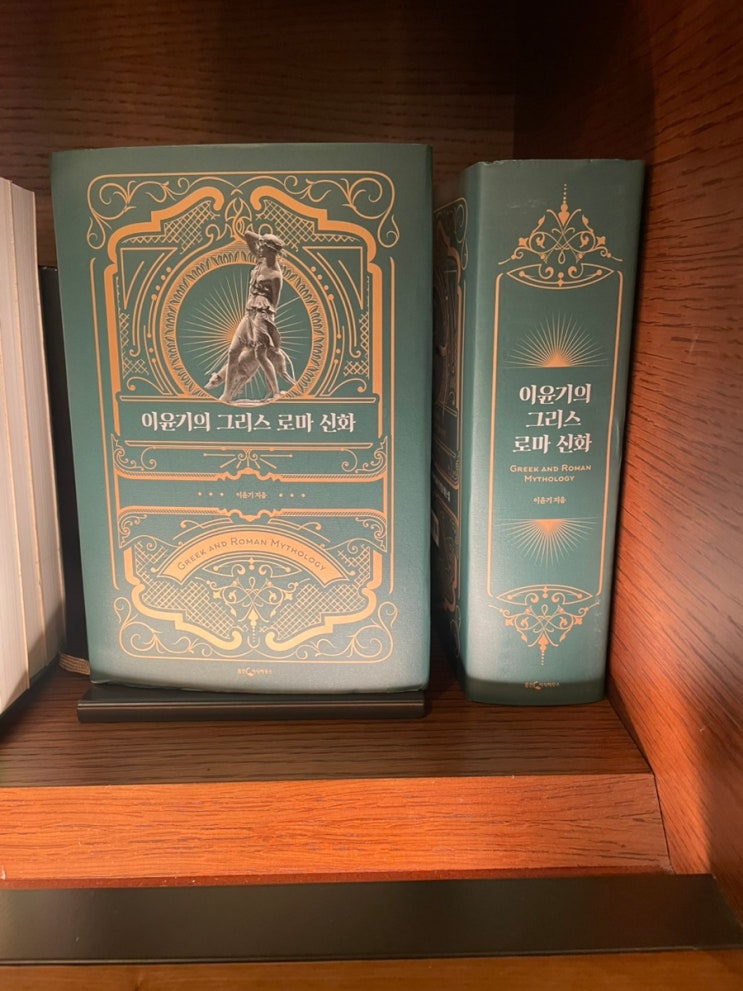 이윤기의 그리스 로마 신화
이윤기 지음
GREEK AND ROMAN MYTHOLOGY
이윤기의
그리스
로마 신화
GREEK AND ROMAN
MYTHOLOGY
이윤기 지음